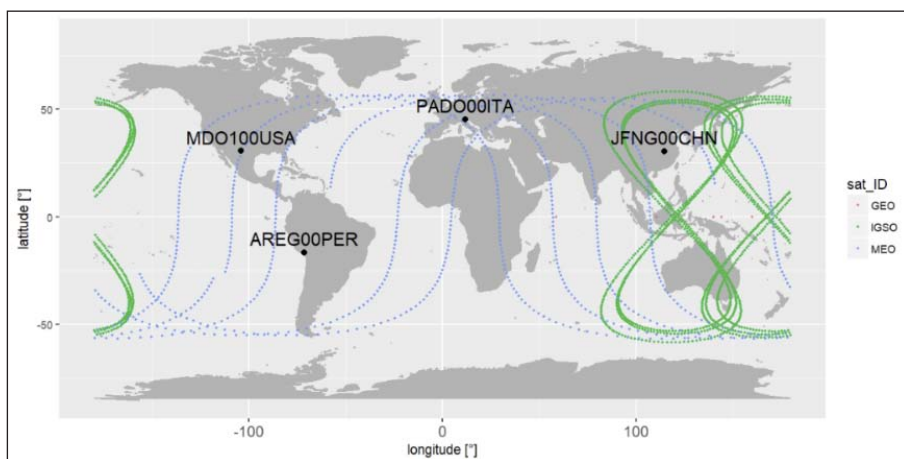 PADO00ITA
MDO100USA
JFNG00CHN
AREG00PER
50
0
-50
latitude [°]
-100
0
100
longitude [°]
sat_ID
GEO
IGSO
MEO